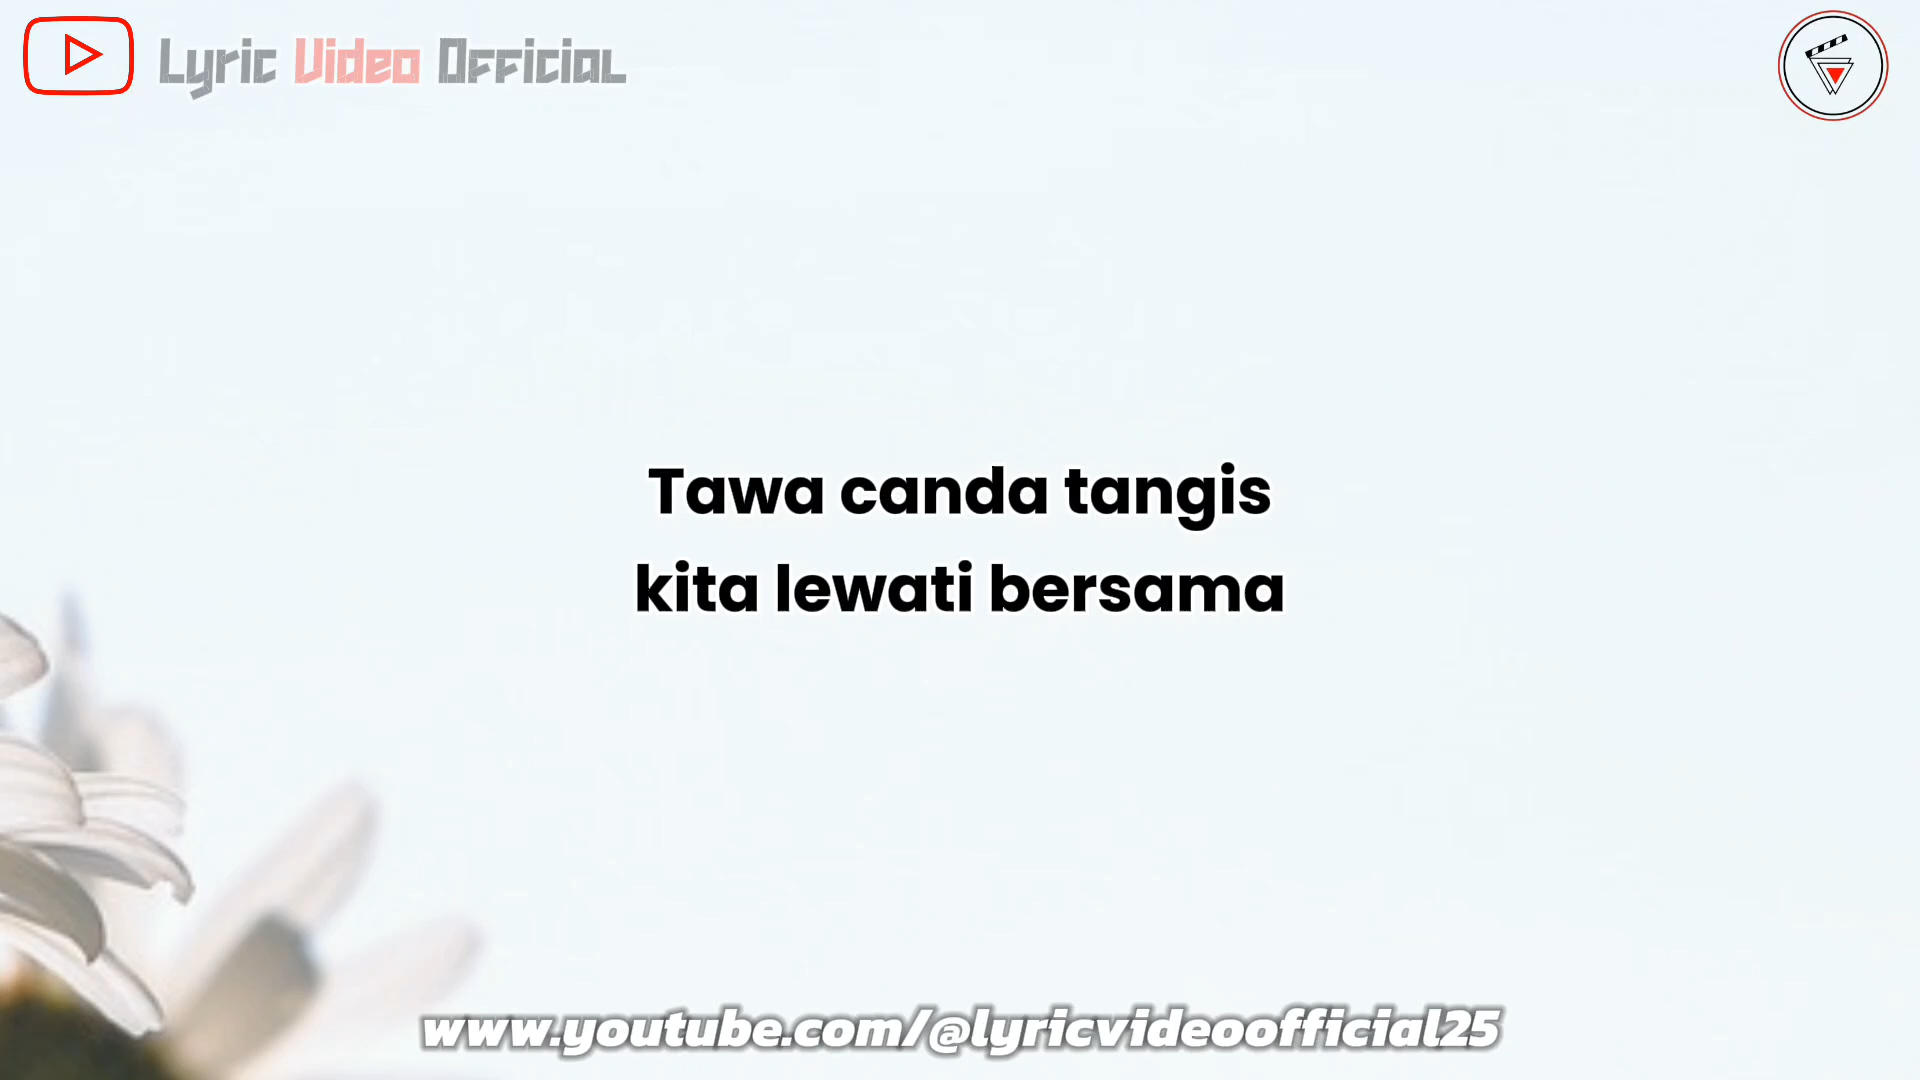 Lyric Video Official
Tawa canda tangis
kita lewati bersama
www.youtube.com/@lyricvideoofficial25